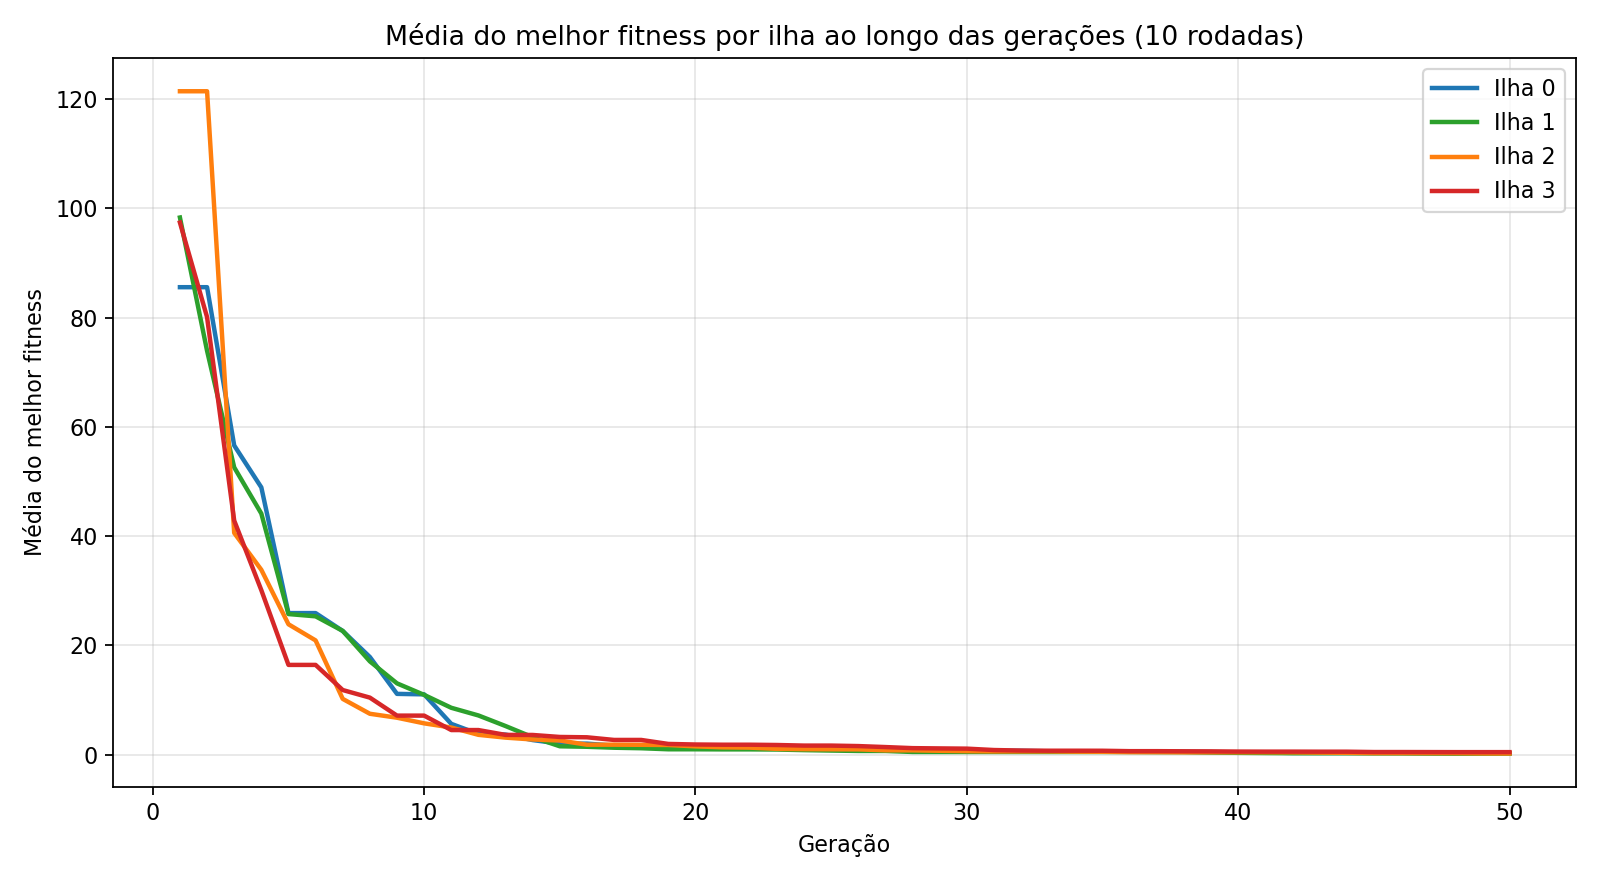 Média do melhor fitness por ilha ao longo das gerações (10 rodadas)
Ilha 0
Ilha 1
Ilha 2
Ilha 3
Média do melhor fitness
120
100
80
60
40
20
0
0 10 20 30 40 50
Geração